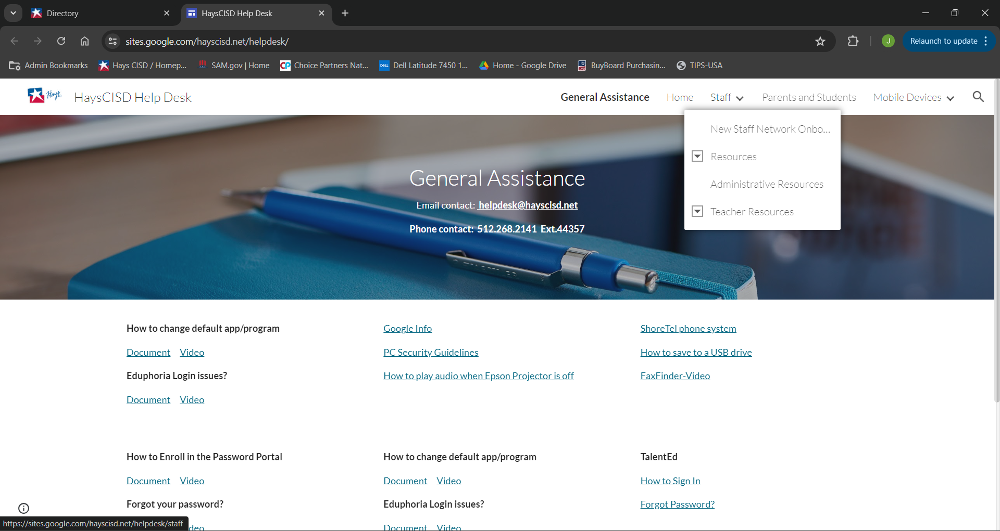 Directory
HaysCISD Help Desk
sites.google.com/hayscisd.net/helpdesk/
J
Relaunch to update
Admin Bookmarks
Hays CISD / Homep...
SAM.gov | Home
CP
Choice Partners Nat...
DELL
Dell Latitude 7450 1...
Home - Google Drive
BuyBoard Purchasin...
TIPS-USA
Hays
HaysCISD Help Desk
General Assistance
Home
Staff
Parents and Students
Mobile Devices
New Staff Network Onbo...
Resources
Administrative Resources
Teacher Resources
General Assistance
Email contact: helpdesk@hayscisd.net
Phone contact: 512.268.2141 Ext.44357
How to change default app/program
Document Video
Eduphoria Login issues?
Document Video
Google Info
PC Security Guidelines
How to play audio when Epson Projector is off
ShoreTel phone system
How to save to a USB drive
FaxFinder-Video
How to Enroll in the Password Portal
Document Video
Forgot your password?
deo
How to change default app/program
Document Video
Eduphoria Login issues?
Document Video
TalentEd
How to Sign In
Forgot Password?
https://sites.google.com/hayscisd.net/helpdesk/staff